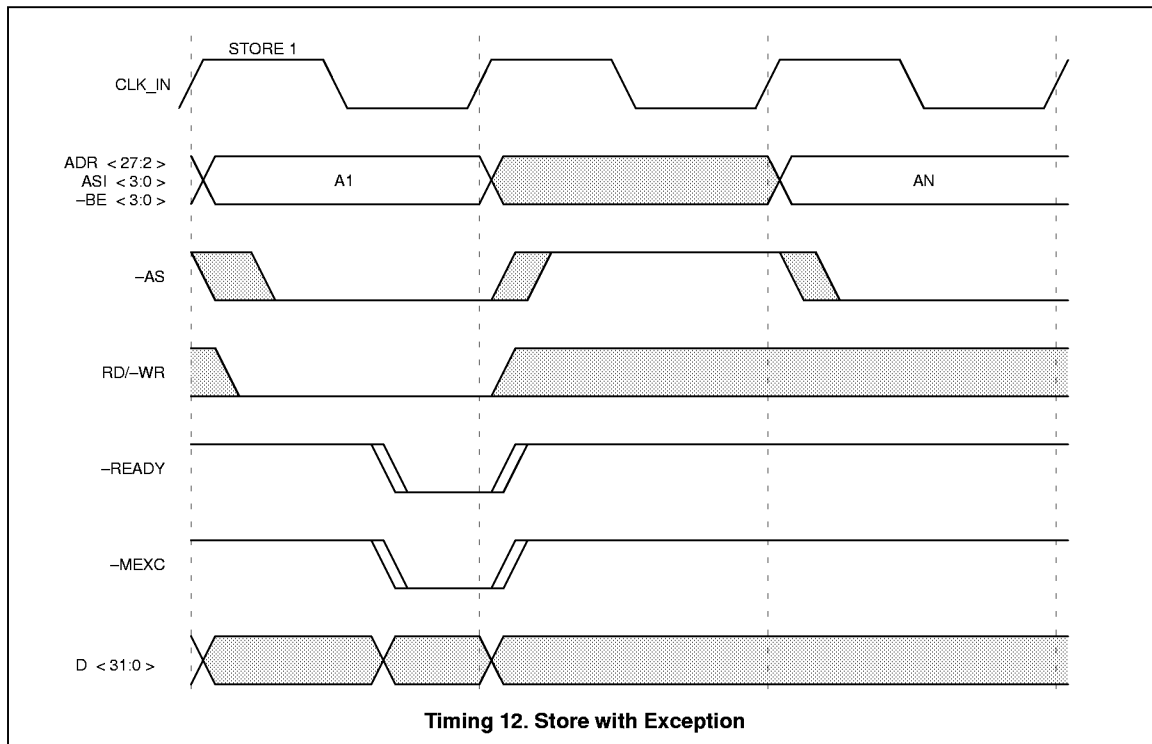 STORE 1
CLK_IN
ADR < 27:2 >
ASI < 3:0 >
–BE < 3:0 >
A1
AN
–AS
RD/–WR
–READY
–MEXC
D < 31:0 >
Timing 12. Store with Exception